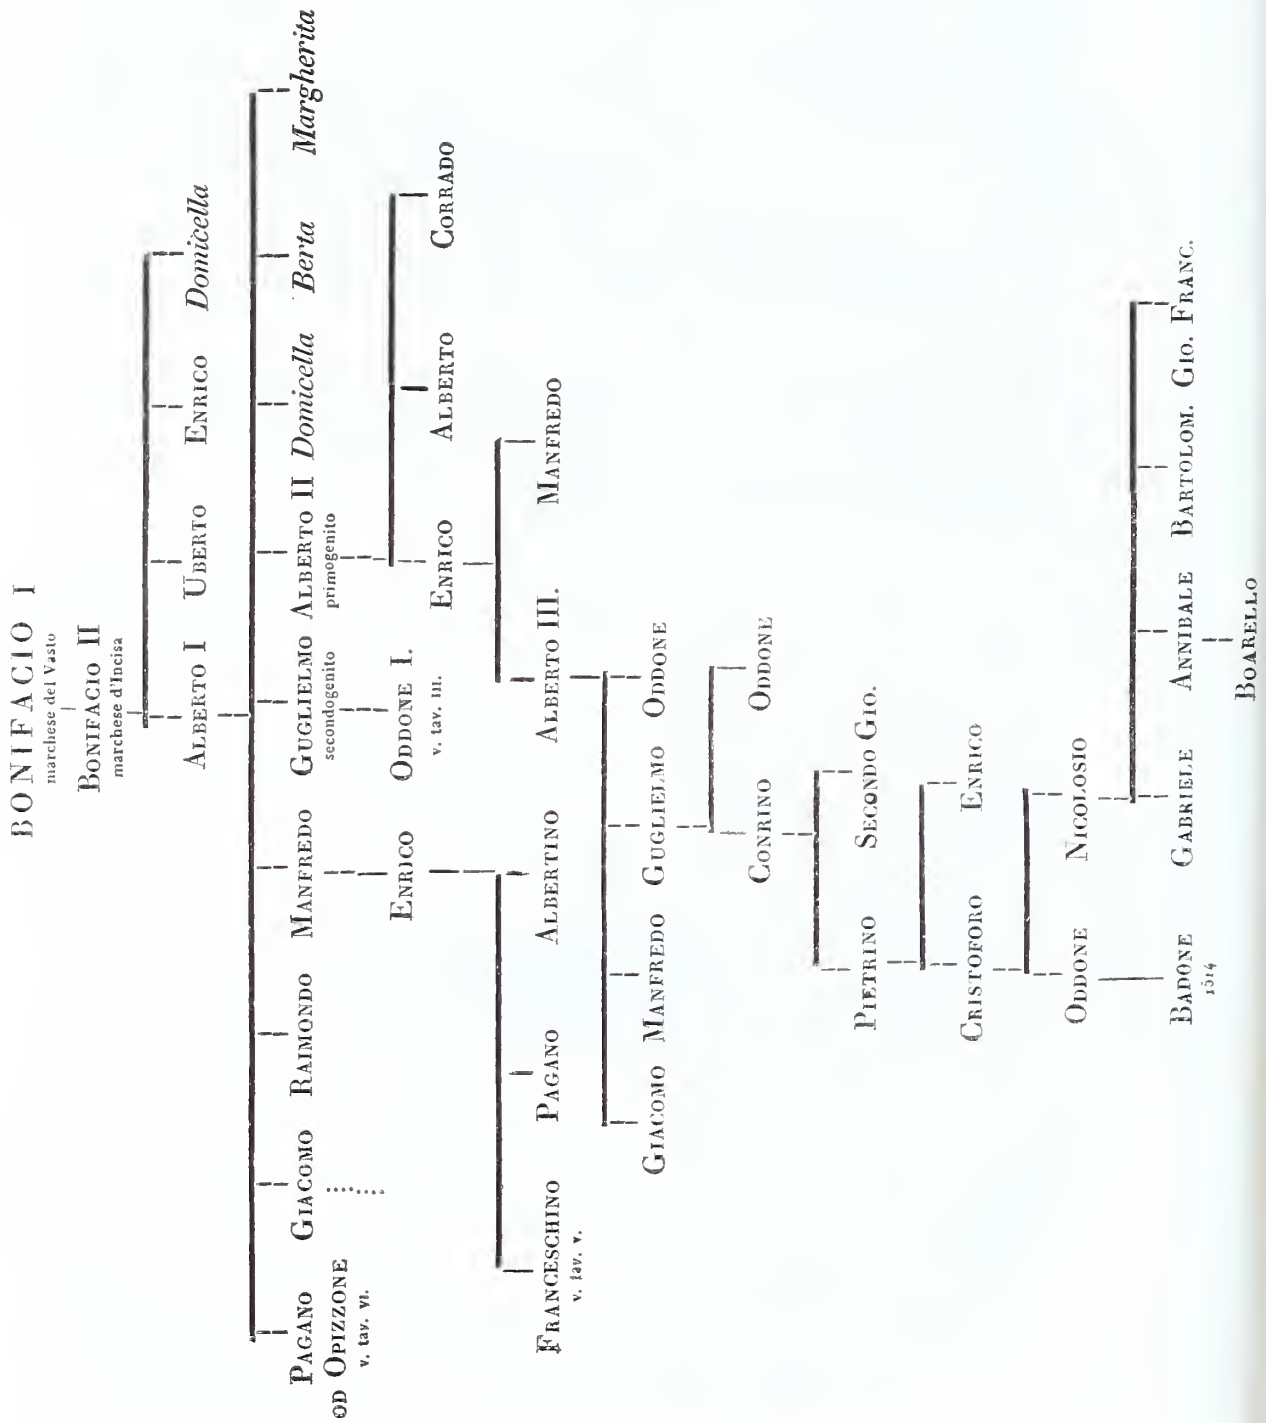 BONIFACIO I
marchese del Vasto
BONIFACIO II
marchese d'Incisa
ALBERTO I UBERTO ENRICO Domicella
PAGANO GIACOMO RAIMONDO MANFREDO GUGLIELMO ALBERTO II Domicella Berta Margherita
OD OPIZZONE ........ secondogenito primogenito
v. tav. VI.
ENRICO ODDONE I. ENRICO ALBERTO CORRADO
v. tav. III.
FRANCESCHINO PAGANO ALBERTINO ALBERTO III. MANFREDO
v. tav. V.
GIACOMO MANFREDO GUGLIELMO ODDONE
CONRINO ODDONE
PIETRINO SECONDO GIO.
CRISTOFORO ENRICO
ODDONE NICOLOSIO
BADONE GABRIELE ANNIBALE BARTOLOM. GIO. FRANC.
1514
BOARELLO